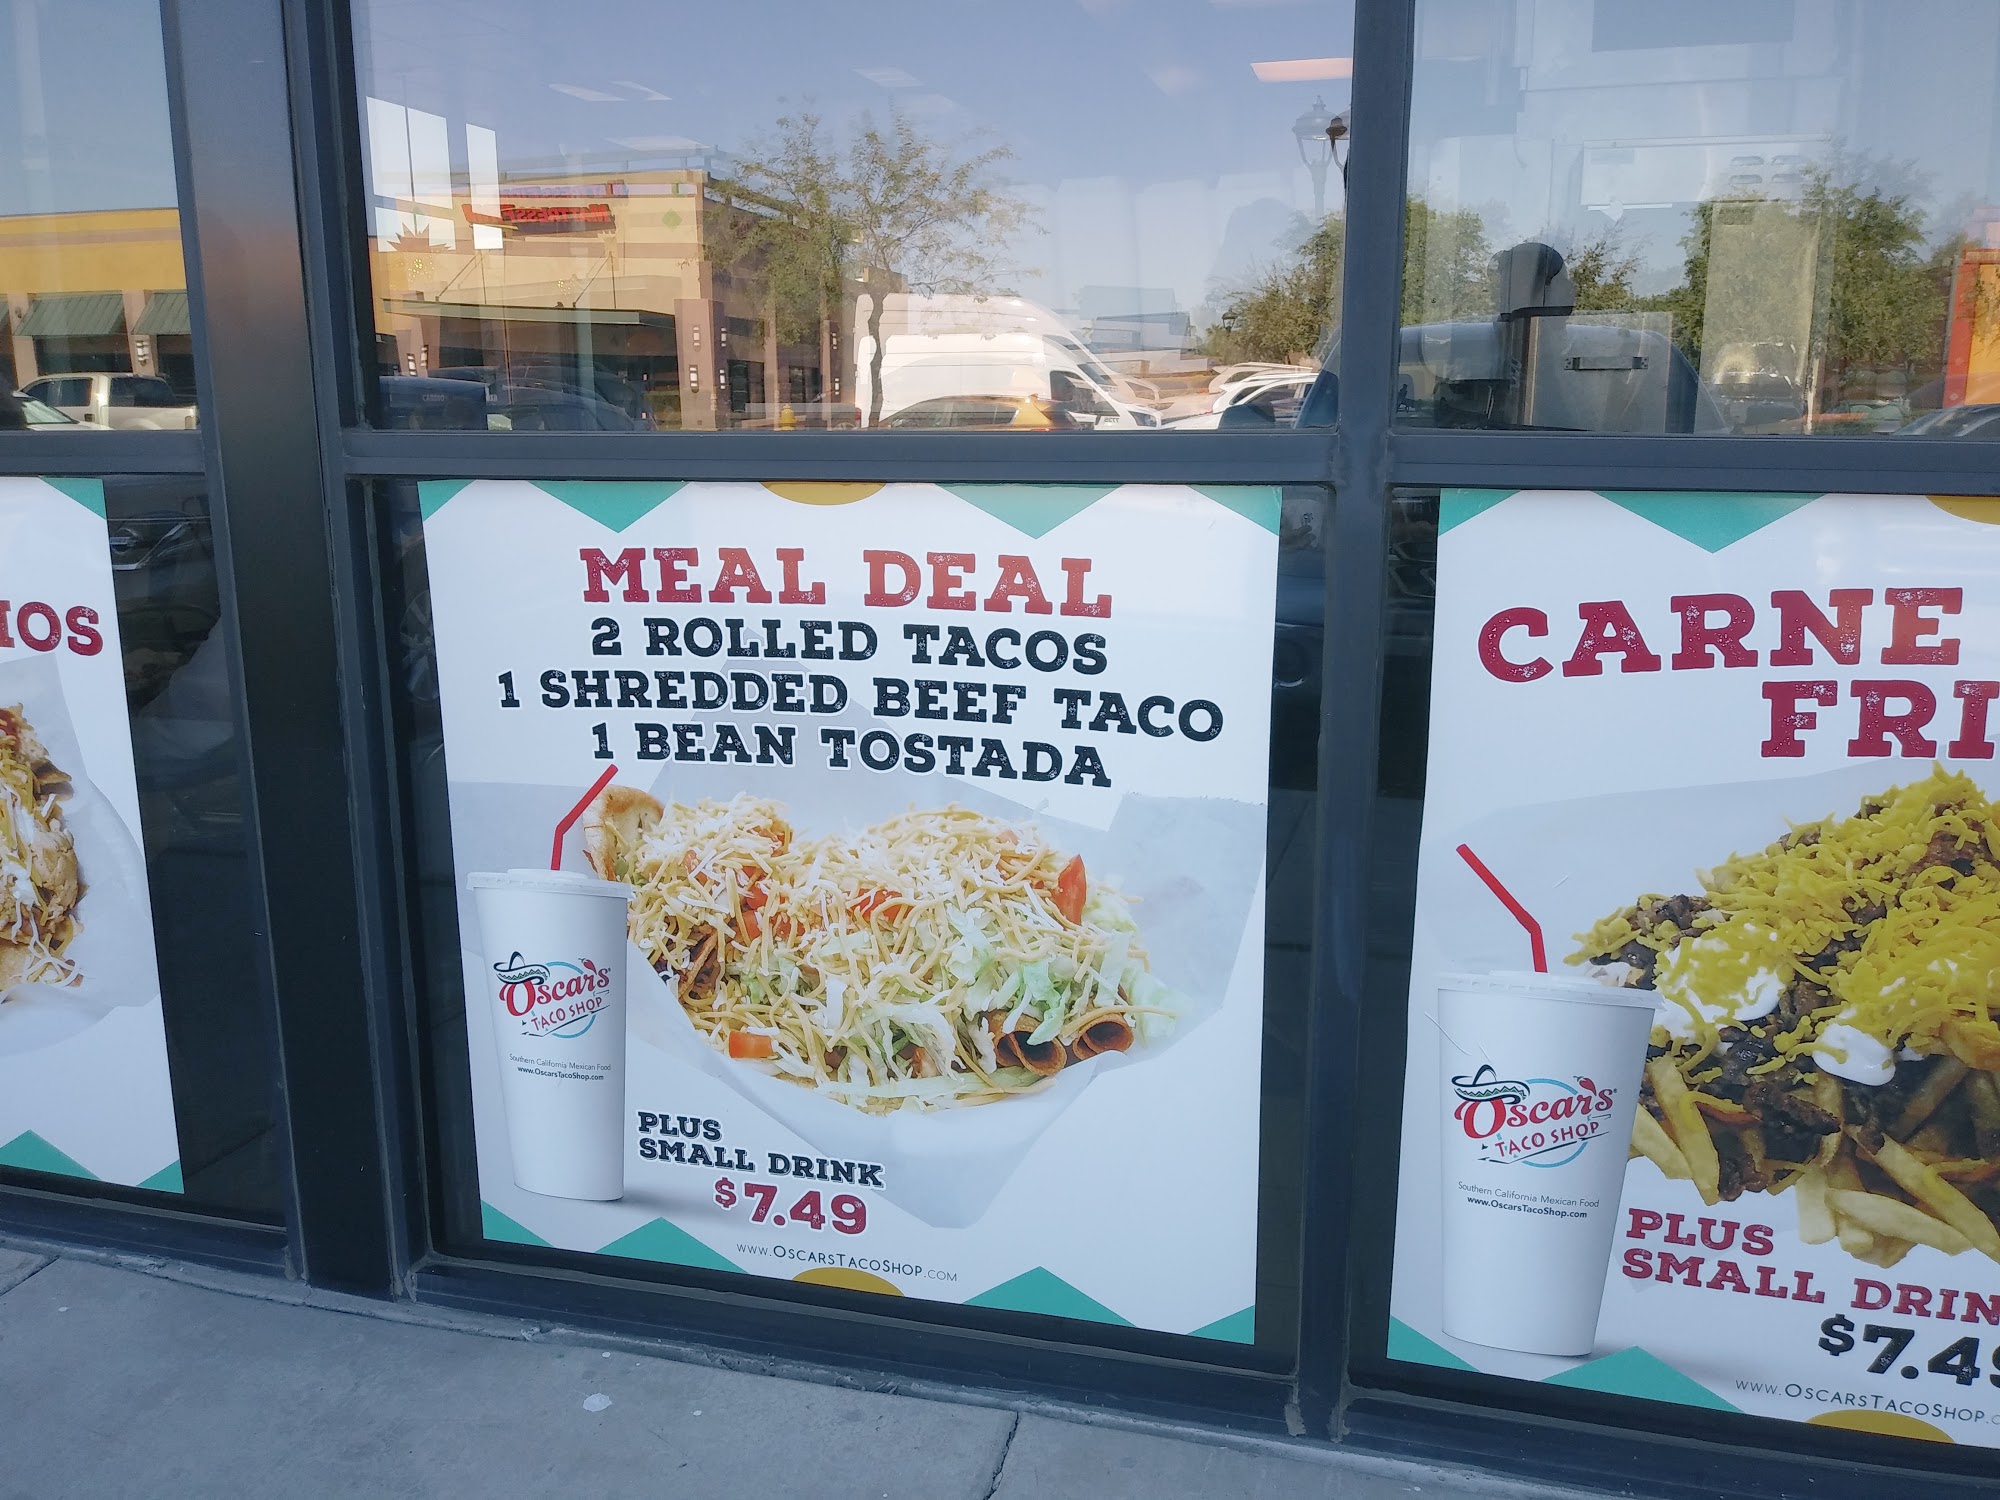 IOS
MEAL DEAL
2 ROLLED TACOS
1 SHREDDED BEEF TACO
1 BEAN TOSTADA
Oscar's
TACO SHOP
Southern California Mexican Food
www.OscarsTacoShop.com
PLUS
SMALL DRINK
$7.49
WWW.OSCARSTACOSHOP.COM
CARNE
FRI
Oscar's
TACO SHOP
Southern California Mexican Food
www.OscarsTacoShop.com
PLUS
SMALL DRIN
$7.49
WWW.OSCARSTACOSHOP.C